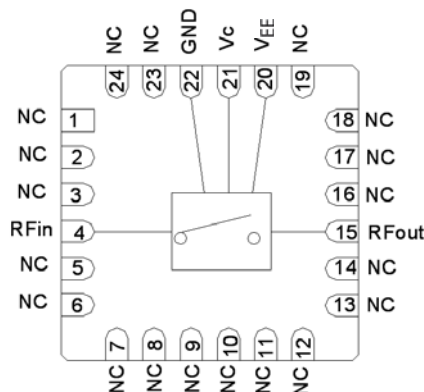 NC NC GND Vc VEE NC
24 23 22 21 20 19
NC 1 18 NC
NC 2 17 NC
NC 3 16 NC
RFin 4 15 RFout
NC 5 14 NC
NC 6 13 NC
7 8 9 10 11 12
NC NC NC NC NC NC